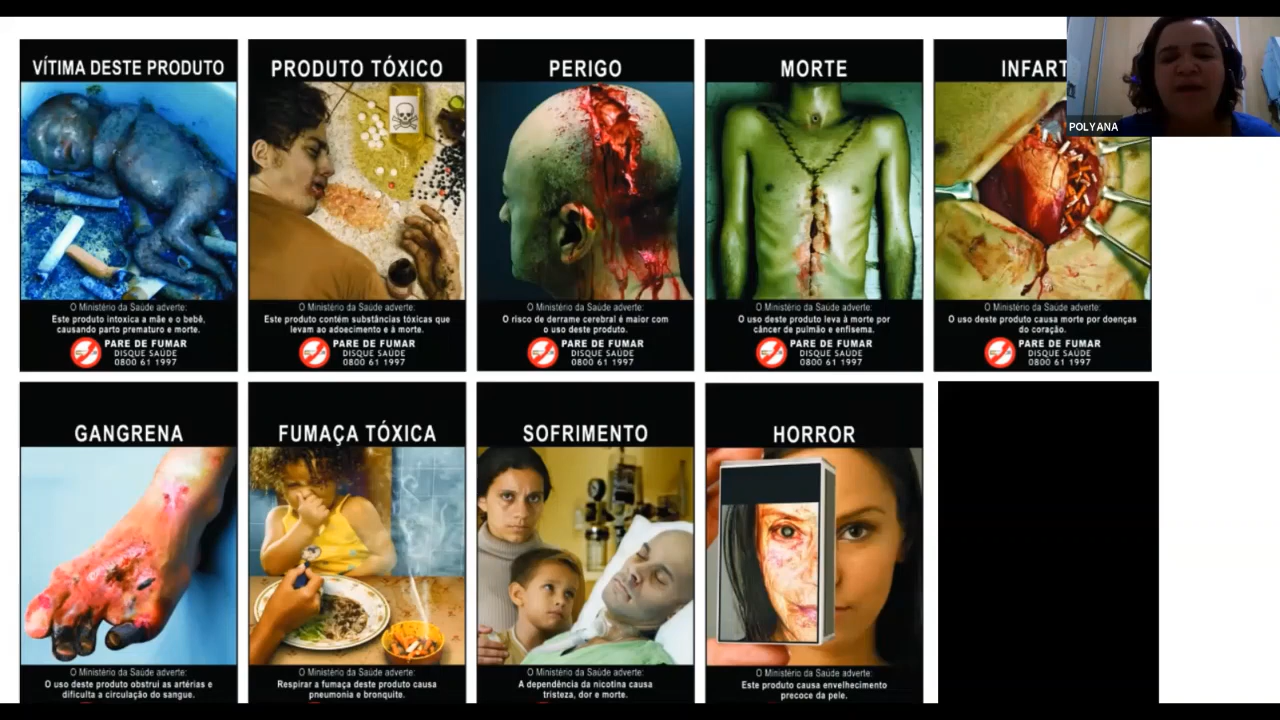 VÍTIMA DESTE PRODUTO
O Ministério da Saúde adverte:
Este produto intoxica a mãe e o bebê,
causando parto prematuro e morte.
PARE DE FUMAR
DISQUE SAÚDE
0800 61 1997
PRODUTO TÓXICO
O Ministério da Saúde adverte:
Este produto contém substâncias tóxicas que
levam ao adoecimento e à morte.
PARE DE FUMAR
DISQUE SAÚDE
0800 61 1997
PERIGO
O Ministério da Saúde adverte:
O risco de derrame cerebral é maior com
o uso deste produto.
PARE DE FUMAR
DISQUE SAÚDE
0800 61 1997
MORTE
O Ministério da Saúde adverte:
O uso deste produto leva à morte por
câncer de pulmão e enfisema.
PARE DE FUMAR
DISQUE SAÚDE
0800 61 1997
INFART
O Ministério da Saúde adverte:
O uso deste produto causa morte por doenças
do coração.
PARE DE FUMAR
DISQUE SAÚDE
0800 61 1997
POLYANA
GANGRENA
O Ministério da Saúde adverte:
O uso deste produto obstrui as artérias e
dificulta a circulação do sangue.
FUMAÇA TÓXICA
O Ministério da Saúde adverte:
Respirar a fumaça deste produto causa
pneumonia e bronquite.
SOFRIMENTO
O Ministério da Saúde adverte:
A dependência da nicotina causa
tristeza, dor e morte.
HORROR
O Ministério da Saúde adverte:
Este produto causa envelhecimento
precoce da pele.